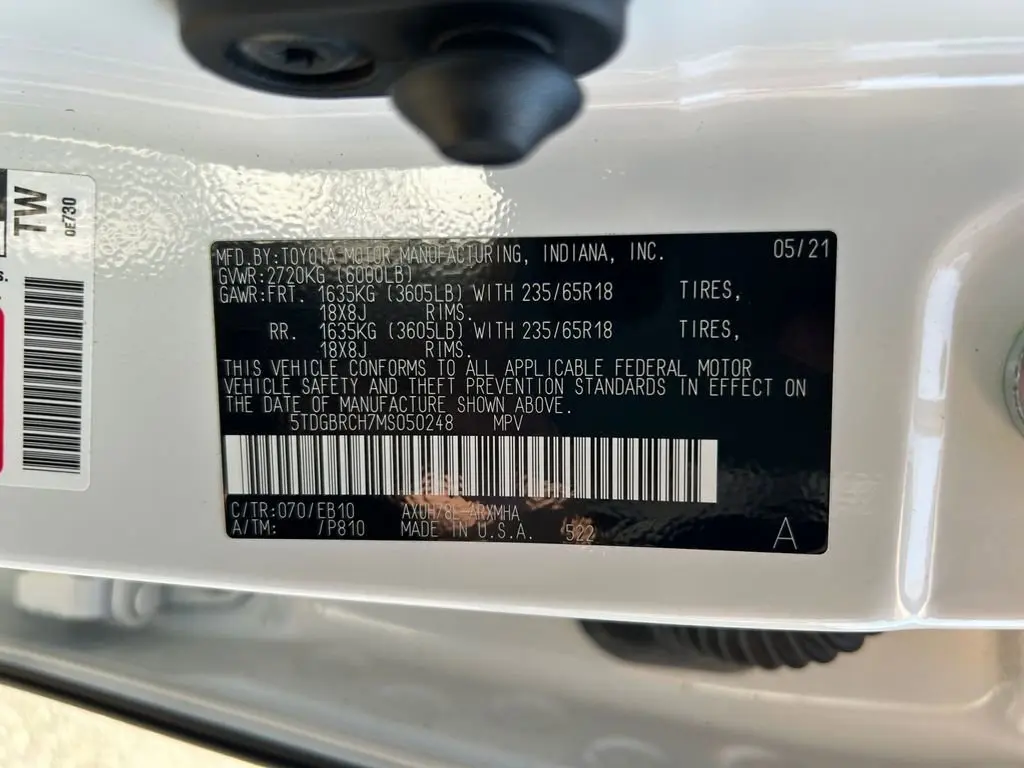 TW
0E730
s.
MFD.BY:TOYOTA MOTOR MANUFACTURING, INDIANA, INC. 05/21
GVWR:2720KG (6000LB)
GAWR:FRT. 1635KG (3605LB) WITH 235/65R18 TIRES,
18X8J RIMS.
RR. 1635KG (3605LB) WITH 235/65R18 TIRES,
18X8J RIMS.
THIS VEHICLE CONFORMS TO ALL APPLICABLE FEDERAL MOTOR
VEHICLE SAFETY AND THEFT PREVENTION STANDARDS IN EFFECT ON
THE DATE OF MANUFACTURE SHOWN ABOVE.
5TDGBRCH7MS050248 MPV
C/TR:070/EB10 AXUH78L-ARXMHA
A/TM: /P810 MADE IN U.S.A. 522 A